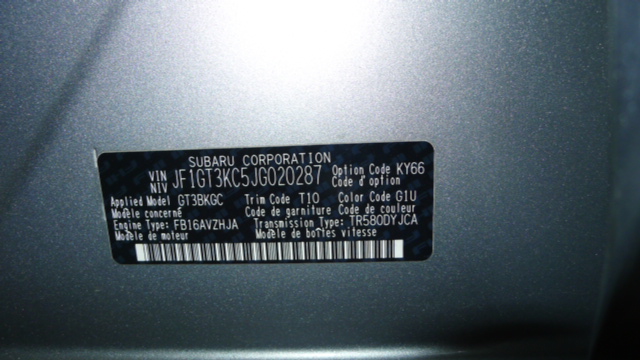 SUBARU CORPORATION
VIN NIV JF1GT3KC5JG020287 Option Code KY66
Code d'option
Applied Model GT3BKGC Trim Code T10 Color Code G1U
Modèle concerné Code de garniture Code de couleur
Engine Type: FB16AVZHJA Transmission Type: TR580DYJCA
Modèle de moteur Modèle de boîtes vitesse